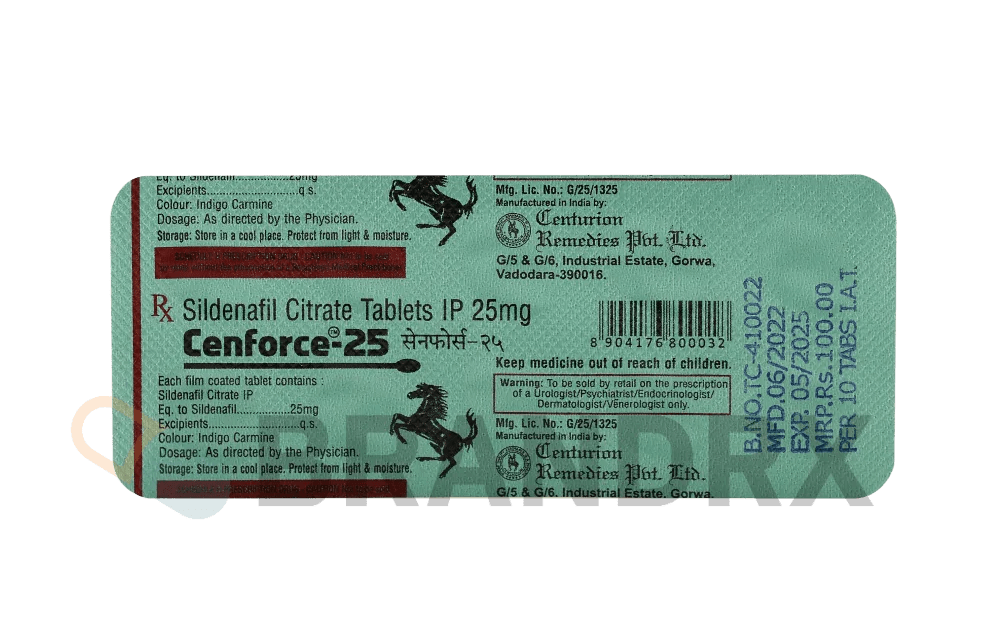 Eq. to Sildenafil..................25mg
Excipients......................q s.
Colour: Indigo Carmine
Dosage: As directed by the Physician.
Storage: Store in a cool place. Protect from light & moisture.
Rx Sildenafil Citrate Tablets IP 25mg
Cenforce™-25 सेनफोर्स-२५
Each film coated tablet contains :
Sildenafil Citrate IP
Eq. to Sildenafil..............25mg
Excipients......................q.s.
Colour: Indigo Carmine
Dosage: As directed by the Physician.
Storage: Store in a cool place. Protect from light & moisture.
Mfg. Lic. No.: G/25/1325
Manufactured in India by:
Centurion
Remedies Pvt. Ltd.
G/5 & G/6, Industrial Estate, Gorwa,
Vadodara-390016.
8 904176 800032
Keep medicine out of reach of children.
Warning: To be sold by retail on the prescription
of a Urologist/Psychiatrist/Endocrinologist/
Dermatologist/Venerologist only.
Mfg. Lic. No.: G/25/1325
Manufactured in India by:
Centurion
Remedies Pvt. Ltd.
G/5 & G/6, Industrial Estate, Gorwa,
B.NO.TC-410022
MFD.06/2022
EXP. 05/2025
MRP.Rs.100.00
PER 10 TABS I.A.T.
BRANDRX